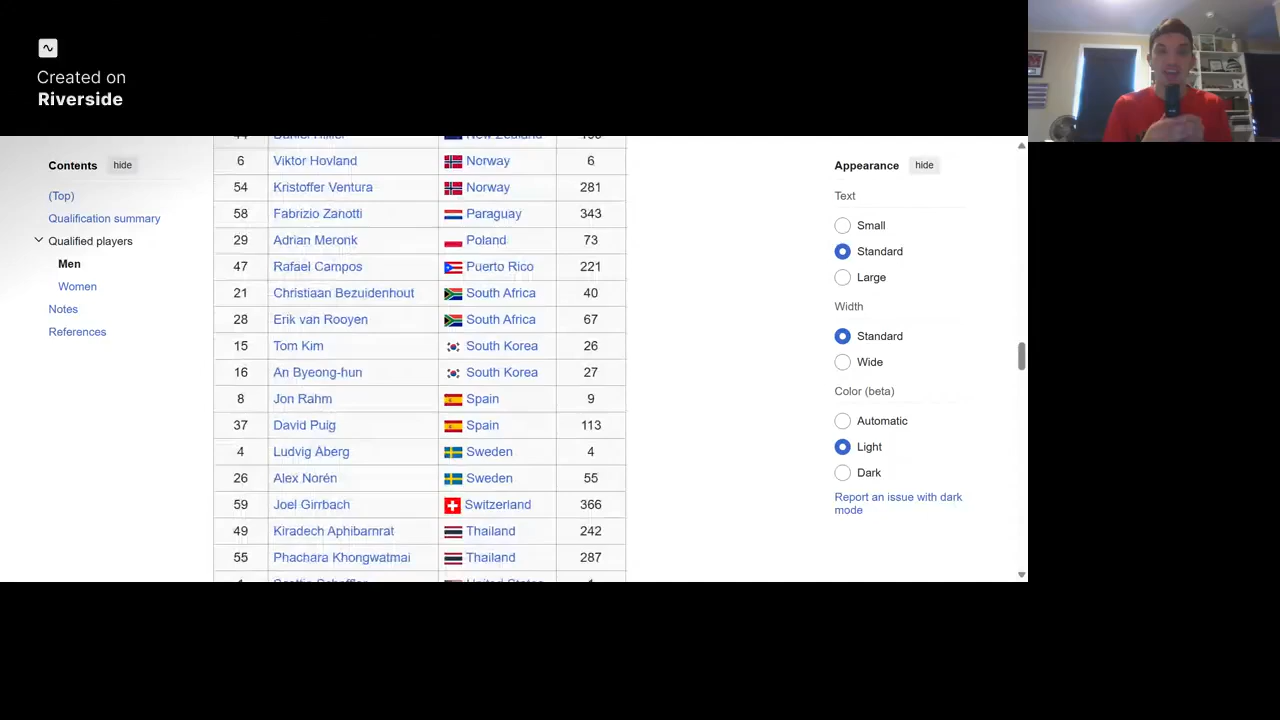 Created on
Riverside
Contents hide
(Top)
Qualification summary
Qualified players
Men
Women
Notes
References
6 Viktor Hovland Norway 6
54 Kristoffer Ventura Norway 281
58 Fabrizio Zanotti Paraguay 343
29 Adrian Meronk Poland 73
47 Rafael Campos Puerto Rico 221
21 Christiaan Bezuidenhout South Africa 40
28 Erik van Rooyen South Africa 67
15 Tom Kim South Korea 26
16 An Byeong-hun South Korea 27
8 Jon Rahm Spain 9
37 David Puig Spain 113
4 Ludvig Åberg Sweden 4
26 Alex Norén Sweden 55
59 Joel Girrbach Switzerland 366
49 Kiradech Aphibarnrat Thailand 242
55 Phachara Khongwatmai Thailand 287
Appearance hide
Text
Small
Standard
Large
Width
Standard
Wide
Color (beta)
Automatic
Light
Dark
Report an issue with dark
mode